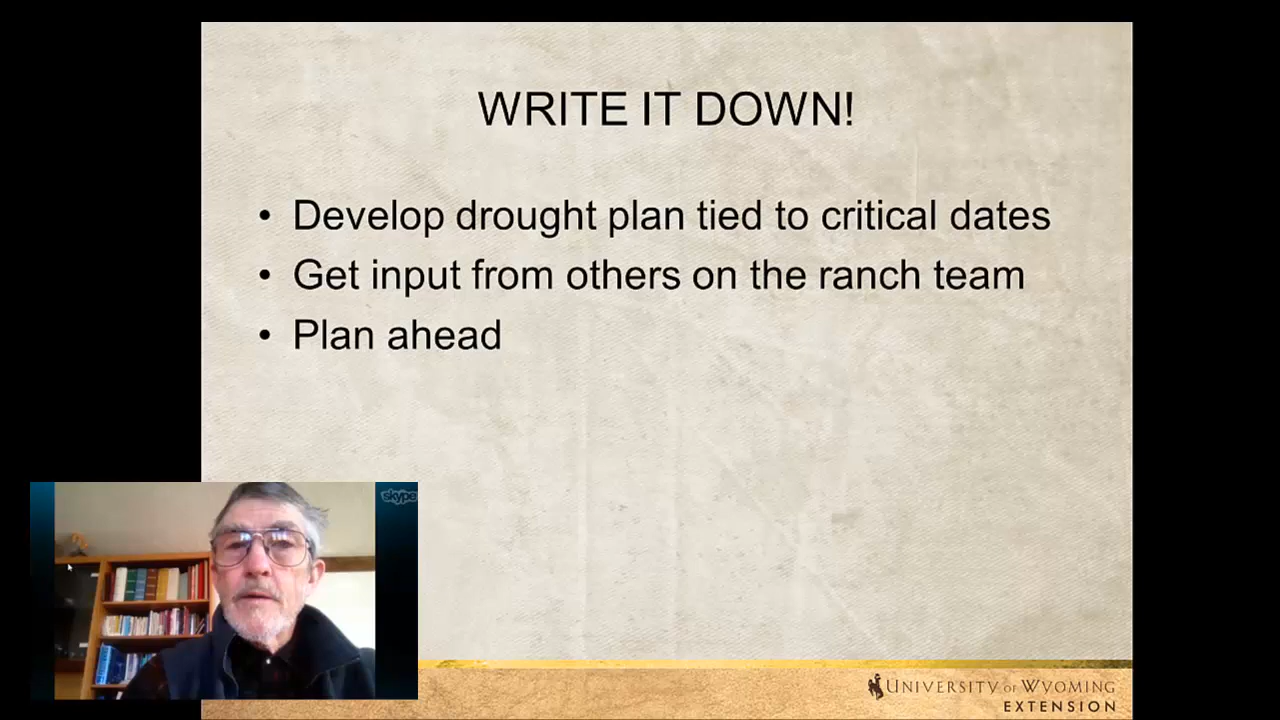 WRITE IT DOWN!
• Develop drought plan tied to critical dates
• Get input from others on the ranch team
• Plan ahead
skype
UNIVERSITY OF WYOMING
EXTENSION